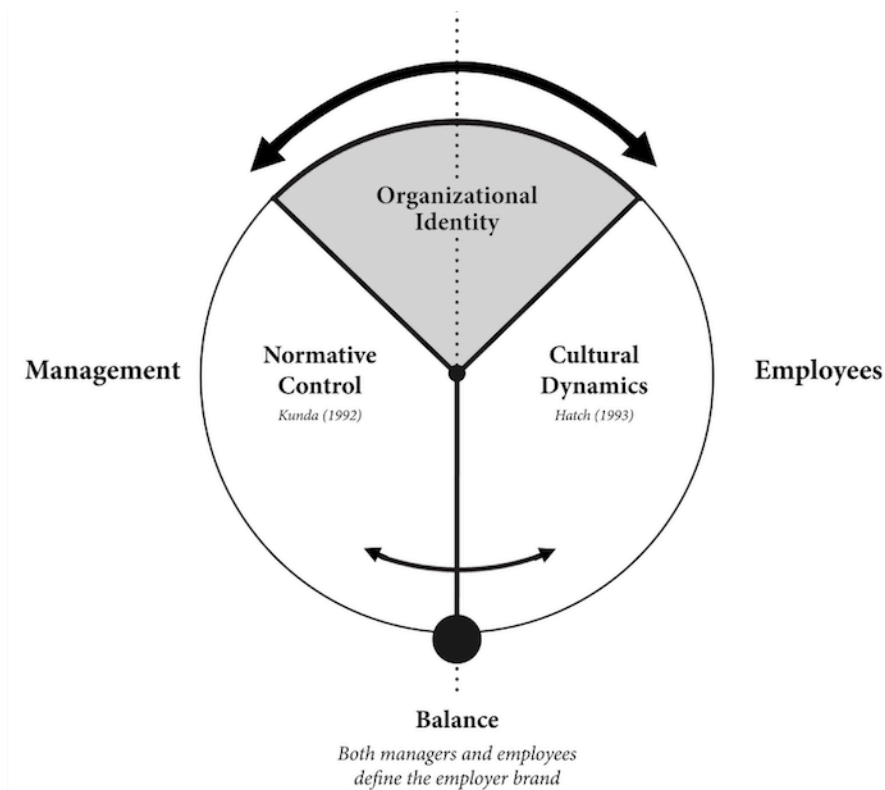 Organizational
Identity
Management
Normative
Control
Kunda (1992)
Cultural
Dynamics
Hatch (1993)
Employees
Balance
Both managers and employees
define the employer brand